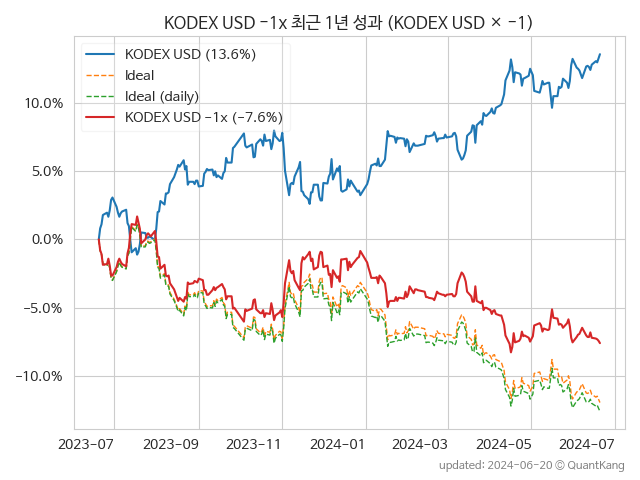 KODEX USD −1x 최근 1년 성과 (KODEX USD × −1)
KODEX USD (13.6%)
Ideal
Ideal (daily)
KODEX USD −1x (−7.6%)
10.0%
5.0%
0.0%
−5.0%
−10.0%
2023−07 2023−09 2023−11 2024−01 2024−03 2024−05 2024−07
updated: 2024−06−20 © QuantKang